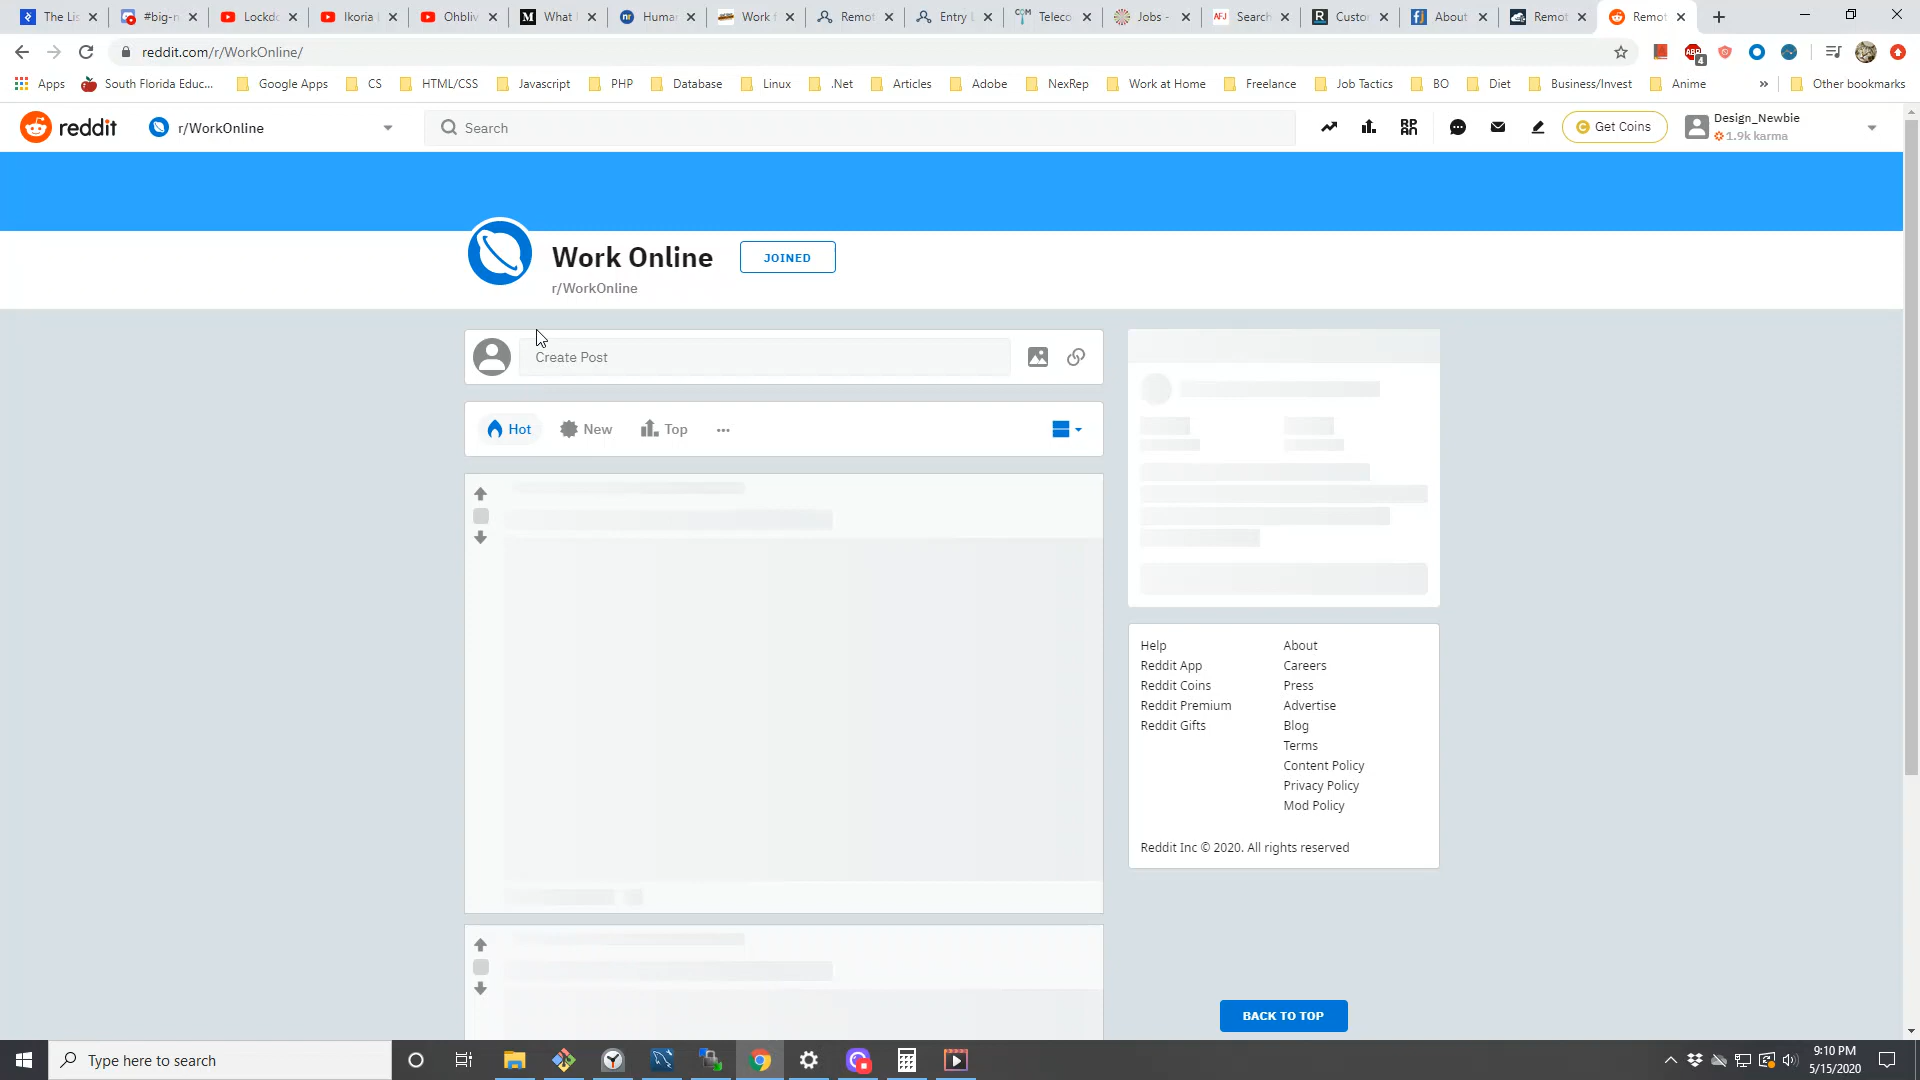 The Lis
#big-n
Lockdo
Ikoria
Ohbliv
What
Humar
Work f
Remot
Entry L
Teleco
Jobs -
Search
Custo
About
Remot
Remot
reddit.com/r/WorkOnline/
4
Apps
South Florida Educ...
Google Apps
CS
HTML/CSS
Javascript
PHP
Database
Linux
.Net
Articles
Adobe
NexRep
Work at Home
Freelance
Job Tactics
BO
Diet
Business/Invest
Anime
»
Other bookmarks
reddit
r/WorkOnline
Search
Get Coins
Design_Newbie
1.9k karma
Work Online
JOINED
r/WorkOnline
Create Post
Hot
New
Top
Help
Reddit App
Reddit Coins
Reddit Premium
Reddit Gifts
About
Careers
Press
Advertise
Blog
Terms
Content Policy
Privacy Policy
Mod Policy
Reddit Inc © 2020. All rights reserved
BACK TO TOP
Type here to search
9:10 PM
5/15/2020